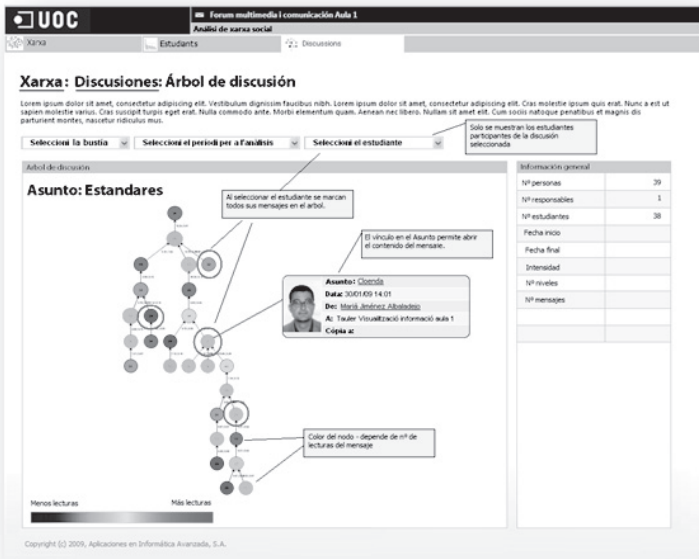 UOC
Forum multimedia i comunicación Aula 1
Análisi de xarxa social
Xarxa
Estudiants
Discussions
Xarxa: Discusiones: Árbol de discusión
Lorem ipsum dolor sit amet, consectetur adipiscing elit. Vestibulum dignissim faucibus nibh. Lorem ipsum dolor sit amet, consectetur adipiscing elit. Cras molestie ipsum quis erat. Nunc a est ut
sapien molestie varius. Cras suscipit turpis eget erat. Nulla commodo ante. Morbi elementum quam. Aenean nec libero. Nullam sit amet elit. Cum sociis natoque penatibus et magnis dis
parturient montes, nascetur ridiculus mus.
Solo se muestran los estudiantes
participantes de la discusión
seleccionada
Seleccioni la bustia
Seleccioni el periodi per a l'anàlisis
Seleccioni el estudiante
Arbol de discusión
Información general
Asunto: Estandares
Al seleccionar el estudiante se marcan
todos sus mensajes en el arbol.
El vínculo en el Asunto permite abrir
el contenido del mensaje.
Asunto: Cloenda
Data: 30/01/09 14:01
De: Mariá Jiménez Albaladejo
A: Tauler Visualització informació aula 1
Cópia a:
Color del nodo - depende de nº de
lecturas del mensaje
Menos lecturas
Más lecturas
Nº personas 39
Nº responsables 1
Nº estudiantes 38
Fecha inicio
Fecha final
Intensidad
Nº niveles
Nº mensajes
Copyright (c) 2009, Aplicaciones en Informática Avanzada, S.A.